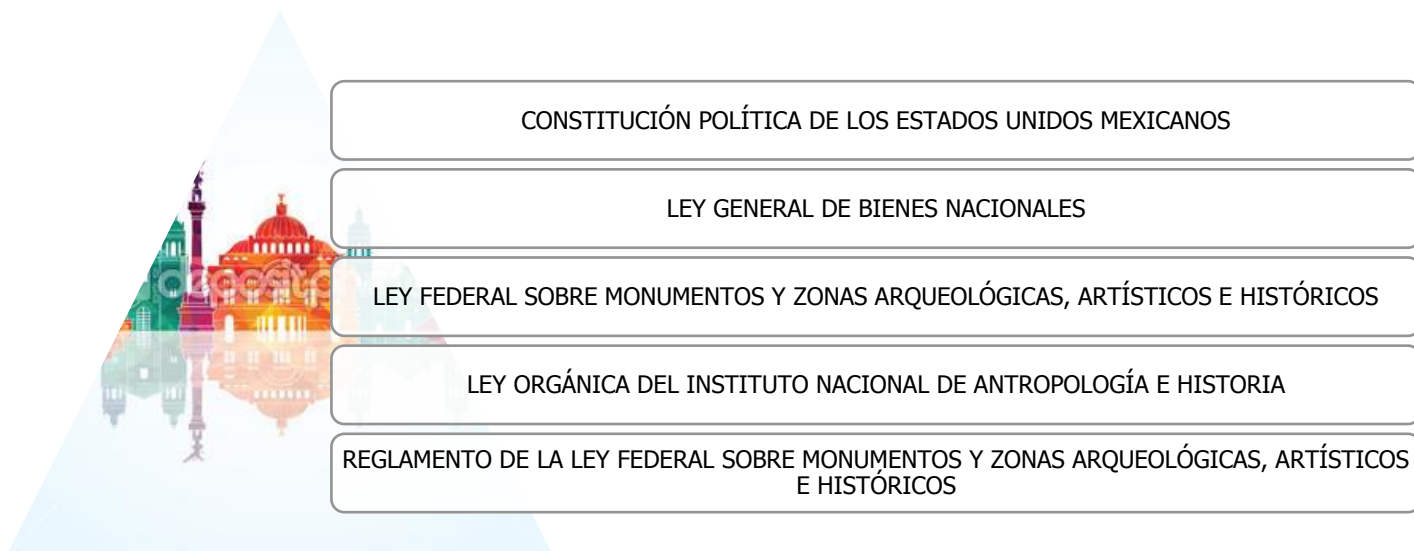 CONSTITUCIÓN POLÍTICA DE LOS ESTADOS UNIDOS MEXICANOS
LEY GENERAL DE BIENES NACIONALES
LEY FEDERAL SOBRE MONUMENTOS Y ZONAS ARQUEOLÓGICAS, ARTÍSTICOS E HISTÓRICOS
LEY ORGÁNICA DEL INSTITUTO NACIONAL DE ANTROPOLOGÍA E HISTORIA
REGLAMENTO DE LA LEY FEDERAL SOBRE MONUMENTOS Y ZONAS ARQUEOLÓGICAS, ARTÍSTICOS
E HISTÓRICOS